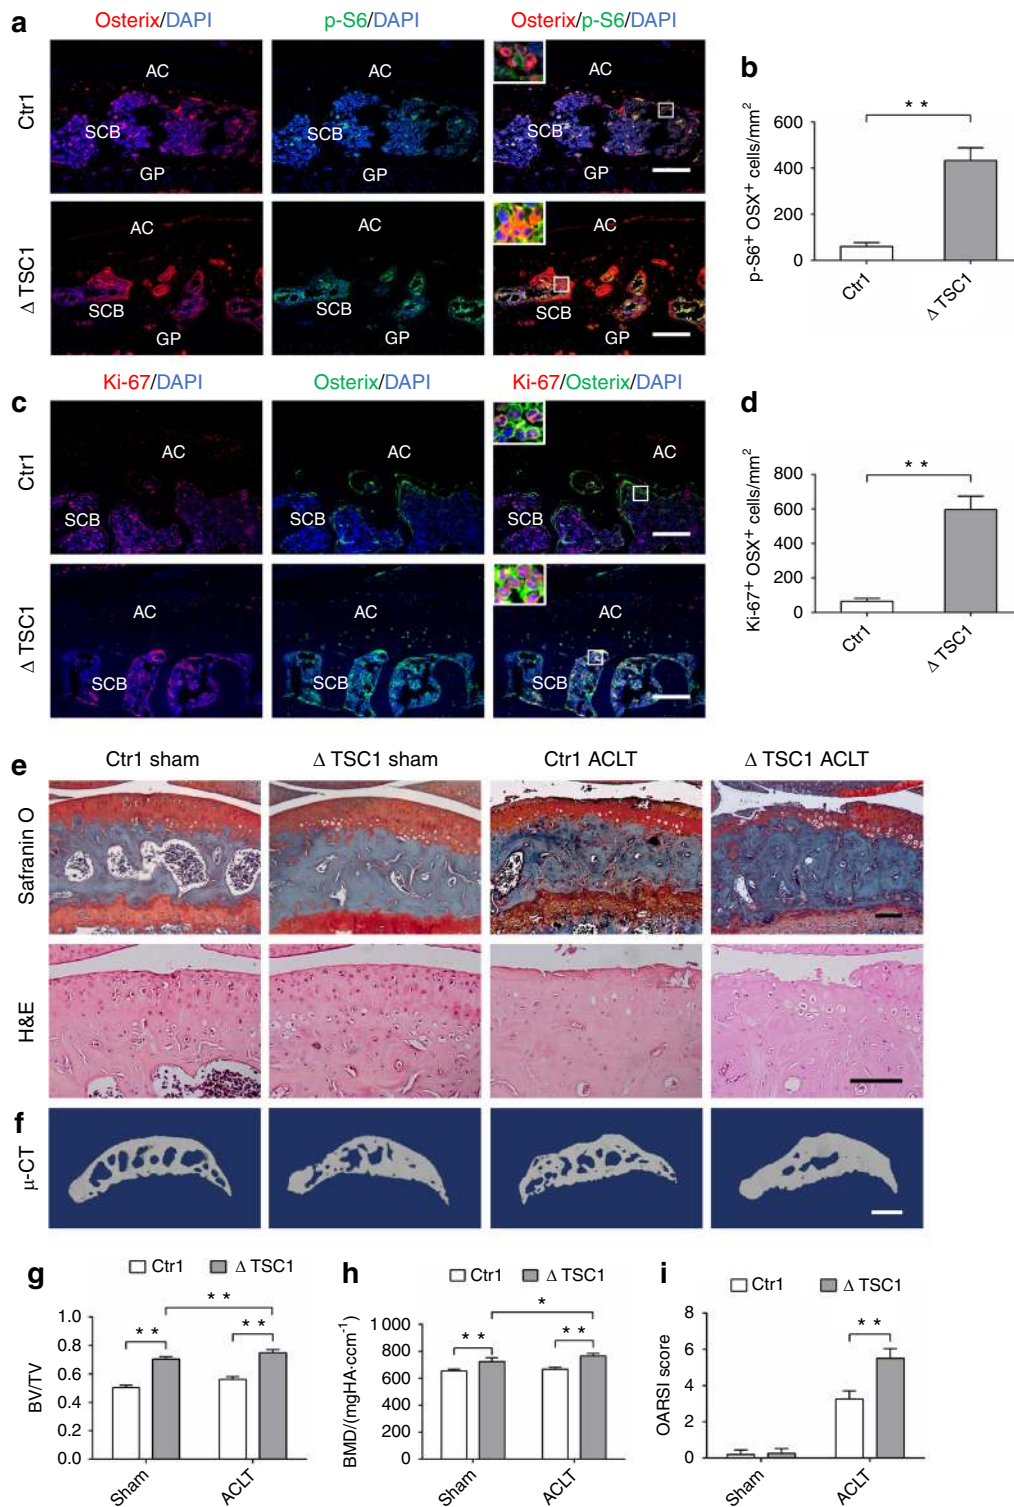 a
Osterix/DAPI
p-S6/DAPI
Osterix/p-S6/DAPI
Ctr1
AC
SCB
GP
AC
SCB
GP
AC
SCB
GP
Δ TSC1
AC
SCB
GP
AC
SCB
GP
AC
SCB
GP
b
p-S6+ OSX+ cells/mm²
600
400
200
0
* *
Ctr1
Δ TSC1
c
Ki-67/DAPI
Osterix/DAPI
Ki-67/Osterix/DAPI
Ctr1
AC
SCB
AC
SCB
AC
SCB
Δ TSC1
AC
SCB
AC
SCB
AC
SCB
d
Ki-67+ OSX+ cells/mm²
800
600
400
200
0
* *
Ctr1
Δ TSC1
e
Ctr1 sham
Δ TSC1 sham
Ctr1 ACLT
Δ TSC1 ACLT
Safranin O
H&E
f
μ-CT
g
Ctr1
Δ TSC1
BV/TV
1.0
0.8
0.6
0.4
0.2
0.0
* *
* *
* *
Sham
ACLT
h
Ctr1
Δ TSC1
BMD/(mgHA·ccm⁻¹)
1 000
800
600
400
200
0
*
* *
* *
Sham
ACLT
i
Ctr1
Δ TSC1
OARSI score
8
6
4
2
0
* *
Sham
ACLT